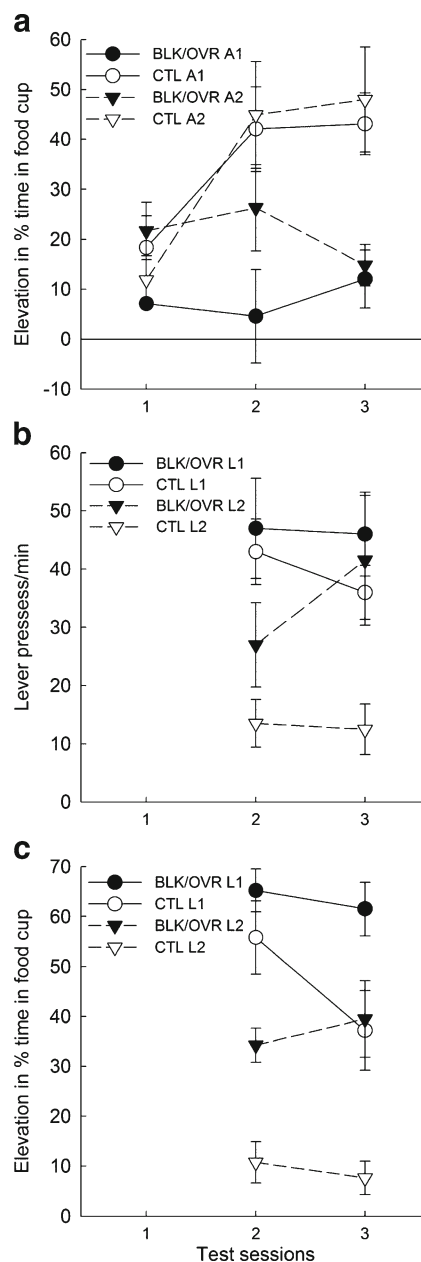 a
60
50
40
30
20
10
0
-10
Elevation in % time in food cup
BLK/OVR A1
CTL A1
BLK/OVR A2
CTL A2
1 2 3
b
60
50
40
30
20
10
0
Lever pressess/min
BLK/OVR L1
CTL L1
BLK/OVR L2
CTL L2
1 2 3
c
70
60
50
40
30
20
10
0
Elevation in % time in food cup
BLK/OVR L1
CTL L1
BLK/OVR L2
CTL L2
1 2 3
Test sessions